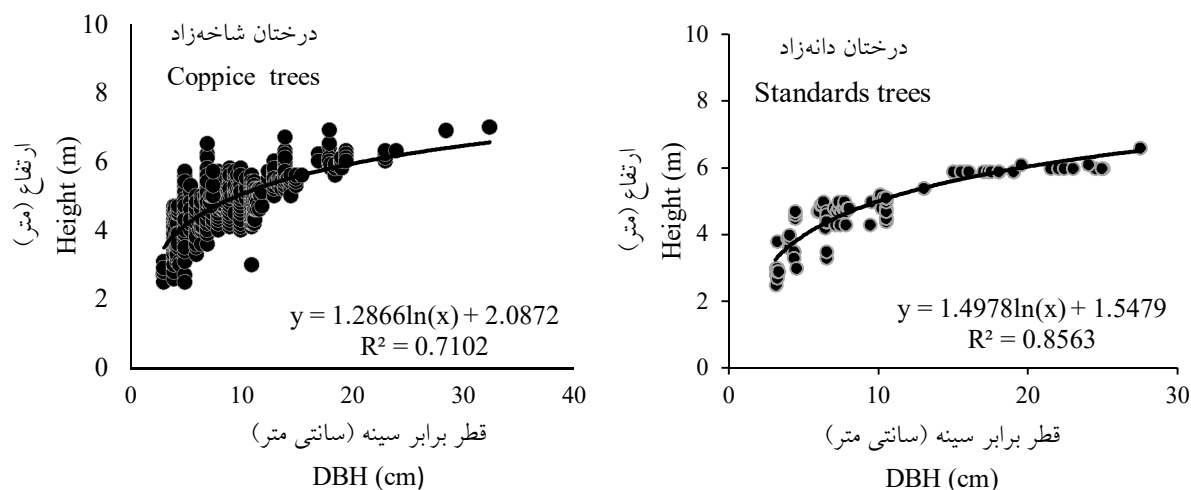 درختان شاخه‌زاد
Coppice trees
ارتفاع (متر)
Height (m)
10
8
6
4
2
0
y = 1.2866ln(x) + 2.0872
R² = 0.7102
0 10 20 30 40
قطر برابر سینه (سانتی متر)
DBH (cm)
درختان دانه‌زاد
Standards trees
ارتفاع (متر)
Height (m)
10
8
6
4
2
0
y = 1.4978ln(x) + 1.5479
R² = 0.8563
0 10 20 30
قطر برابر سینه (سانتی متر)
DBH (cm)